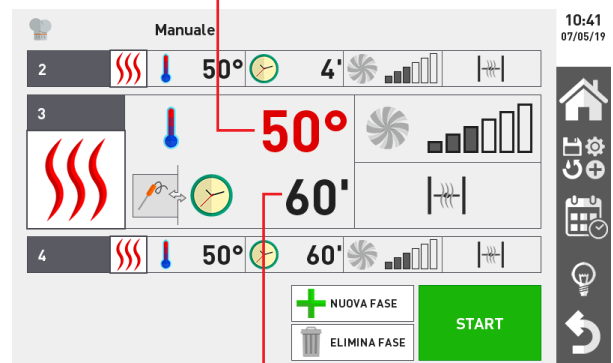 Manuale
10:41
07/05/19
2 50° 4'
3
50°
60'
4 50° 60'
NUOVA FASE
ELIMINA FASE
START